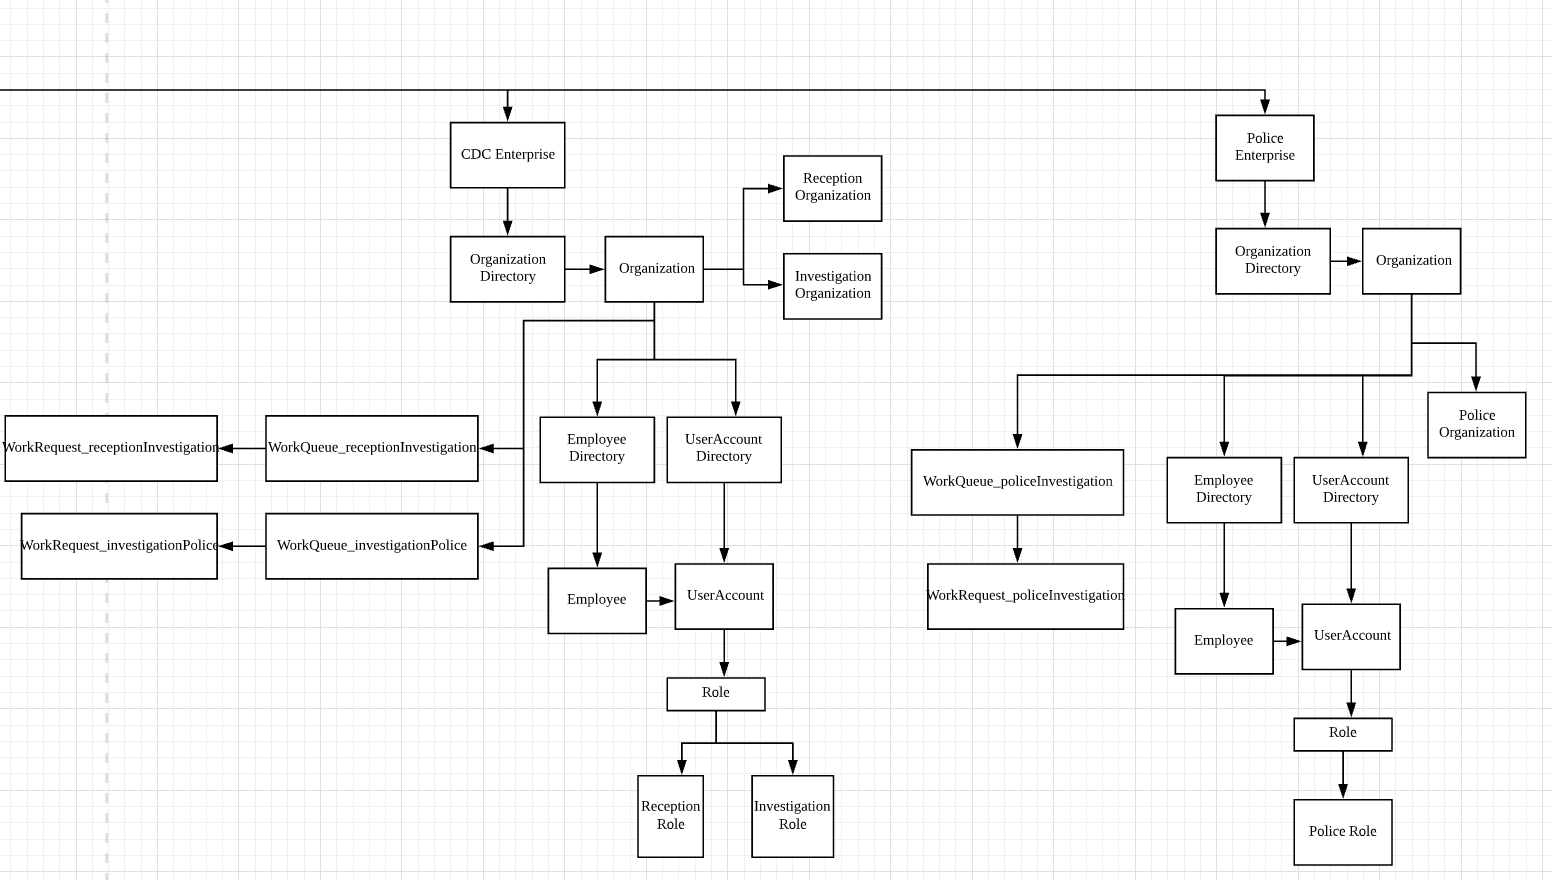 CDC Enterprise
Organization
Directory
Organization
Reception
Organization
Investigation
Organization
WorkRequest_receptionInvestigation
WorkQueue_receptionInvestigation
Employee
Directory
UserAccount
Directory
WorkRequest_investigationPolice
WorkQueue_investigationPolice
Employee
UserAccount
Role
Reception
Role
Investigation
Role
Police
Enterprise
Organization
Directory
Organization
Police
Organization
WorkQueue_policeInvestigation
Employee
Directory
UserAccount
Directory
WorkRequest_policeInvestigation
Employee
UserAccount
Role
Police Role